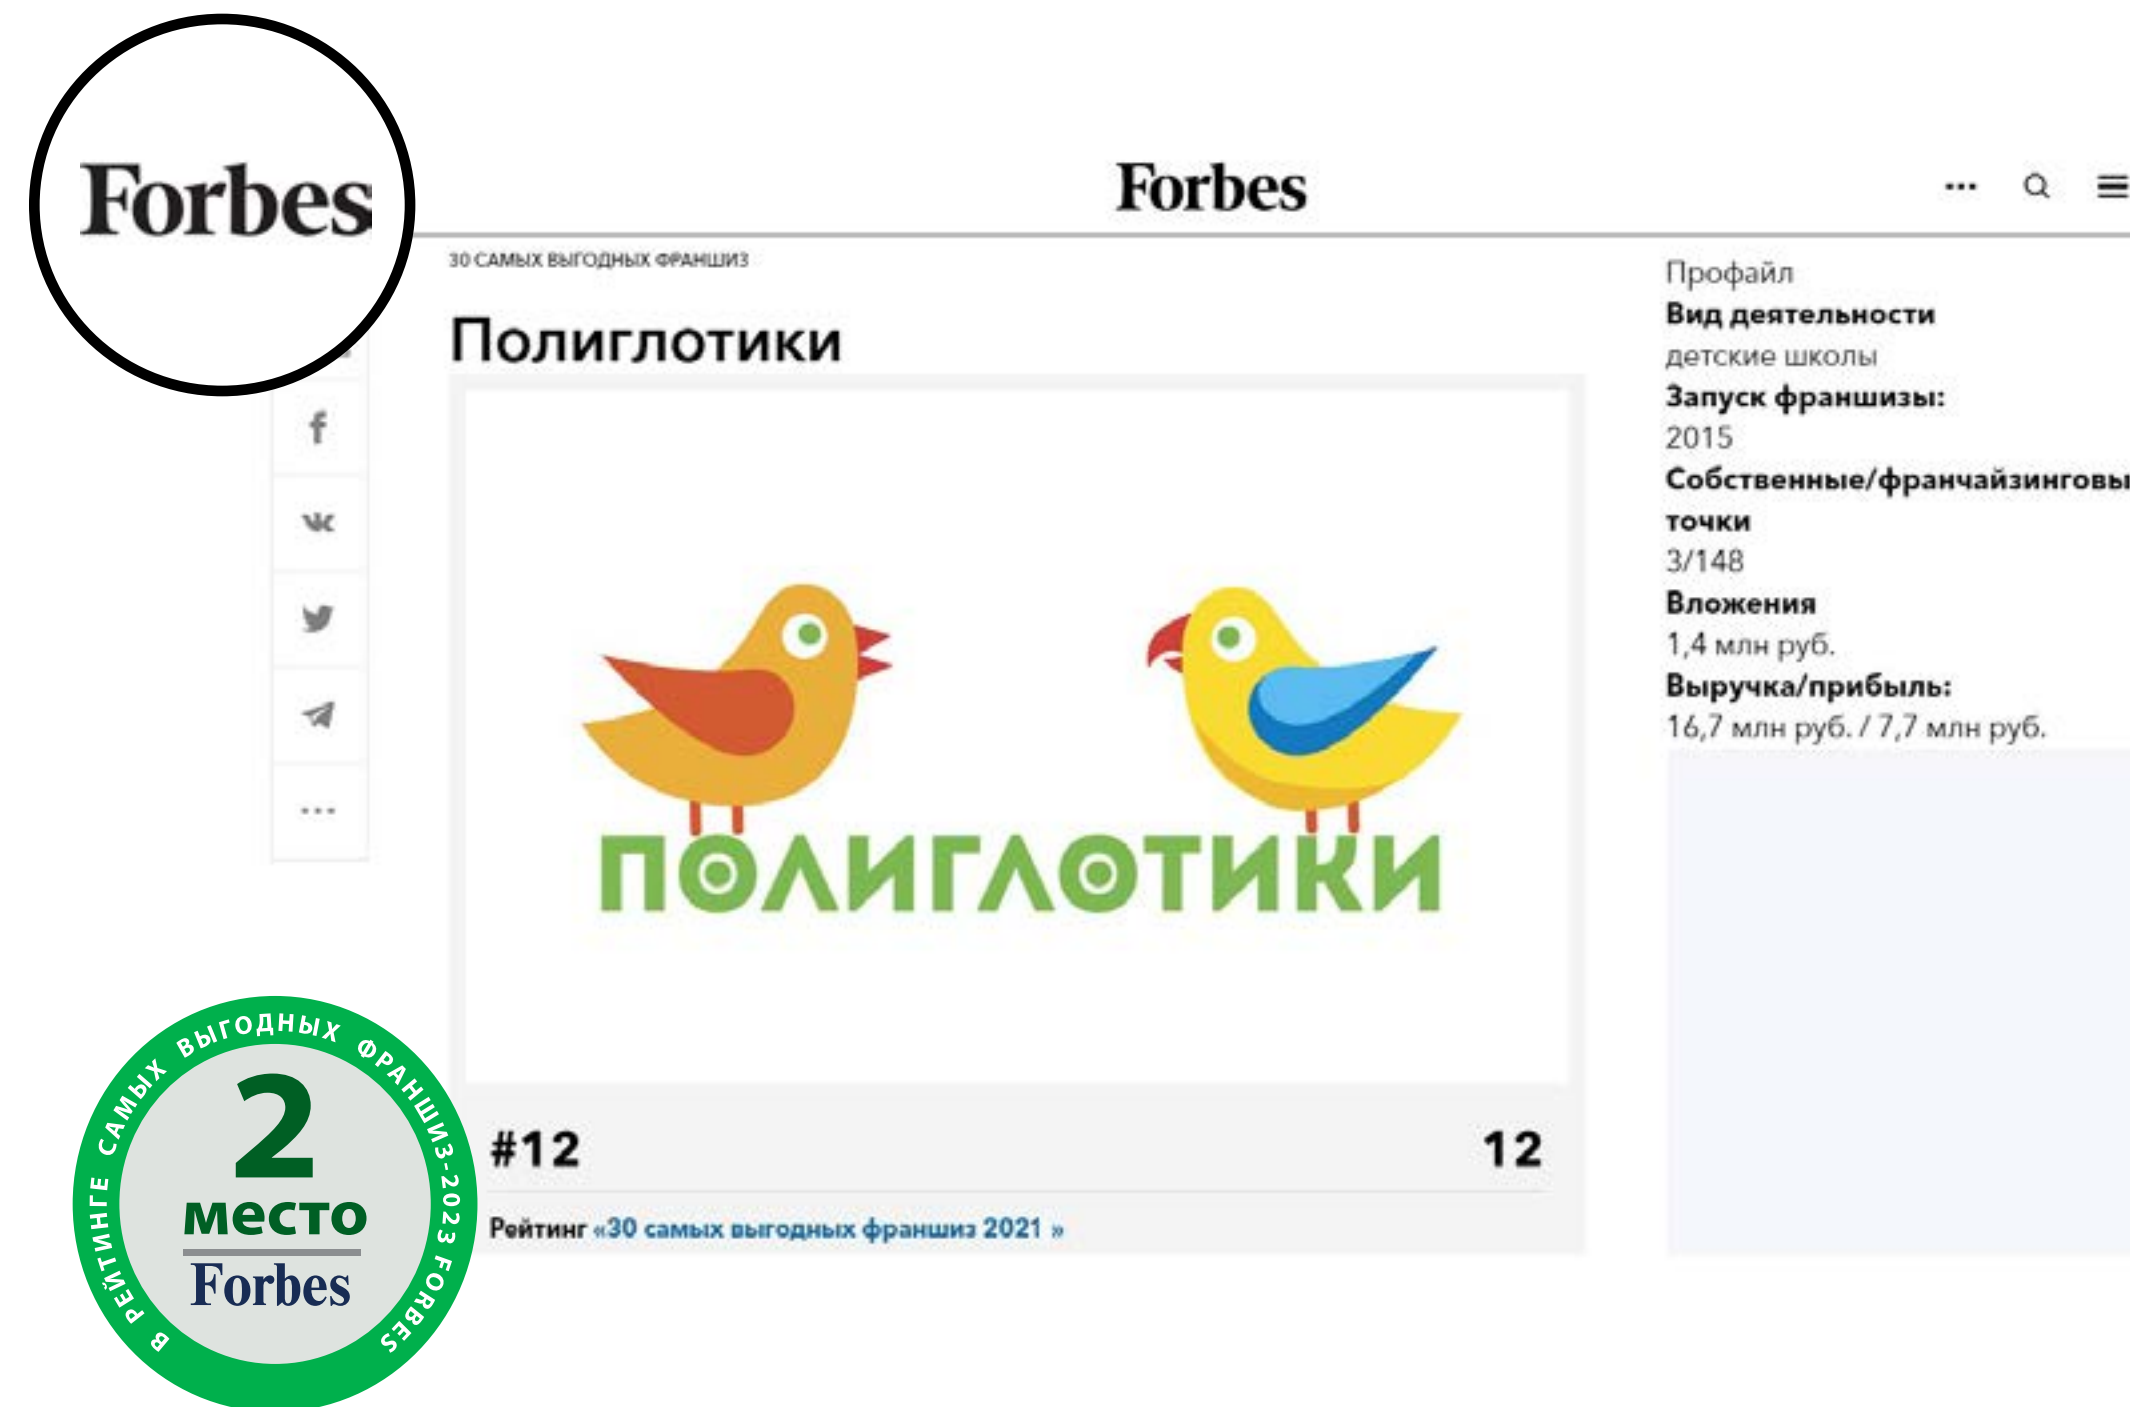 Forbes
Forbes
30 САМЫХ ВЫГОДНЫХ ФРАНШИЗ
Полиглотики
ПОЛИГЛОТИКИ
#12
12
Рейтинг «30 самых выгодных франшиз 2021 »
Профайл
Вид деятельности
детские школы
Запуск франшизы:
2015
Собственные/франчайзинговы
точки
3/148
Вложения
1,4 млн руб.
Выручка/прибыль:
16,7 млн руб. / 7,7 млн руб.
В РЕЙТИНГЕ САМЫХ ВЫГОДНЫХ ФРАНШИЗ-2023 FORBES
2
место
Forbes